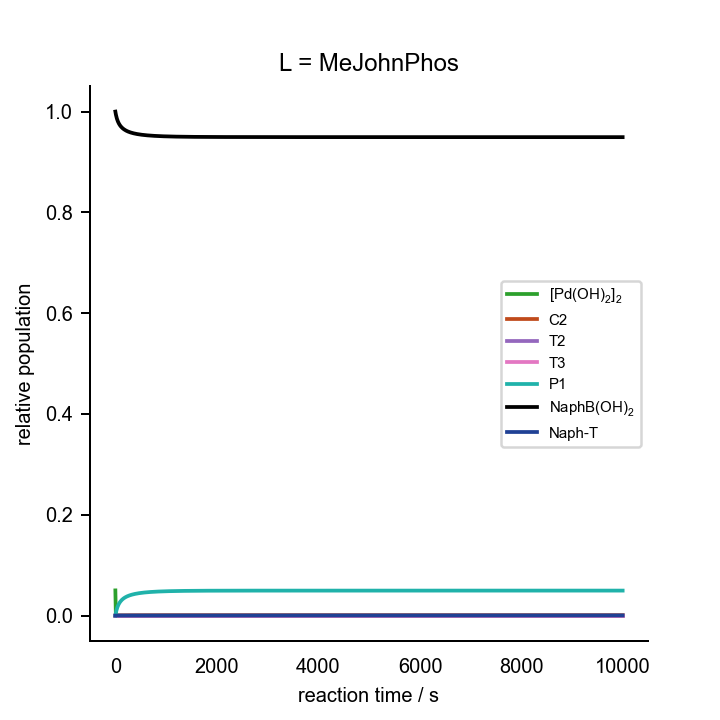 L = MeJohnPhos
relative population
1.0
0.8
0.6
0.4
0.2
0.0
[Pd(OH)₂]₂
C2
T2
T3
P1
NaphB(OH)₂
Naph-T
0 2000 4000 6000 8000 10000
reaction time / s